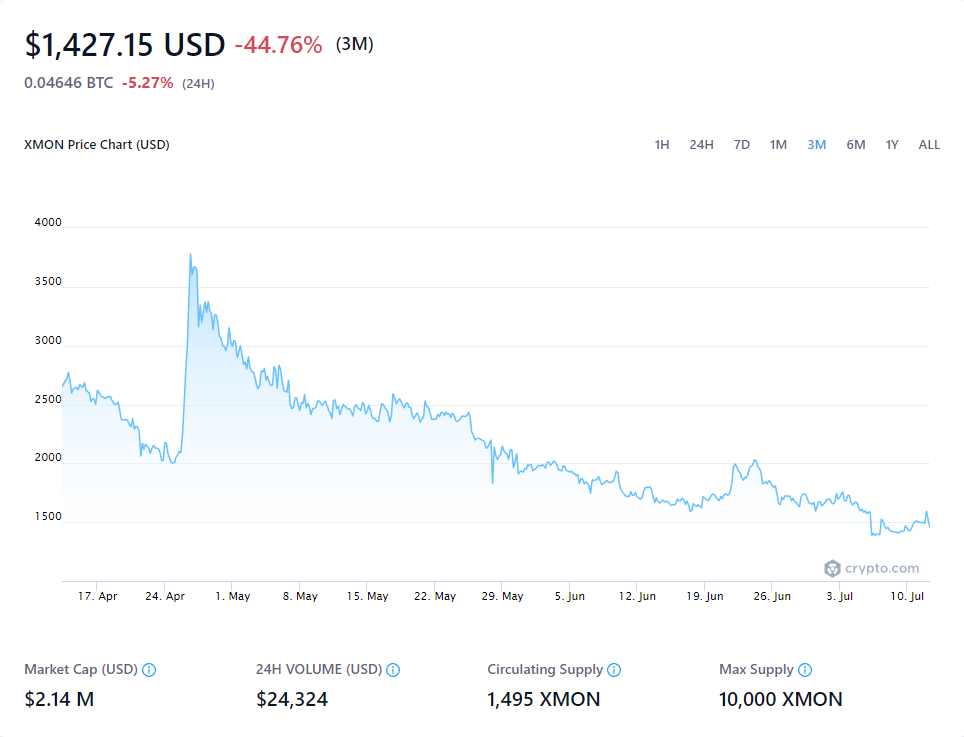 $1,427.15 USD -44.76% (3M)
0.04646 BTC -5.27% (24H)
XMON Price Chart (USD) 1H 24H 7D 1M 3M 6M 1Y ALL
4000
3500
3000
2500
2000
1500
crypto.com
17. Apr 24. Apr 1. May 8. May 15. May 22. May 29. May 5. Jun 12. Jun 19. Jun 26. Jun 3. Jul 10. Jul
Market Cap (USD) 24H VOLUME (USD) Circulating Supply Max Supply
$2.14 M $24,324 1,495 XMON 10,000 XMON